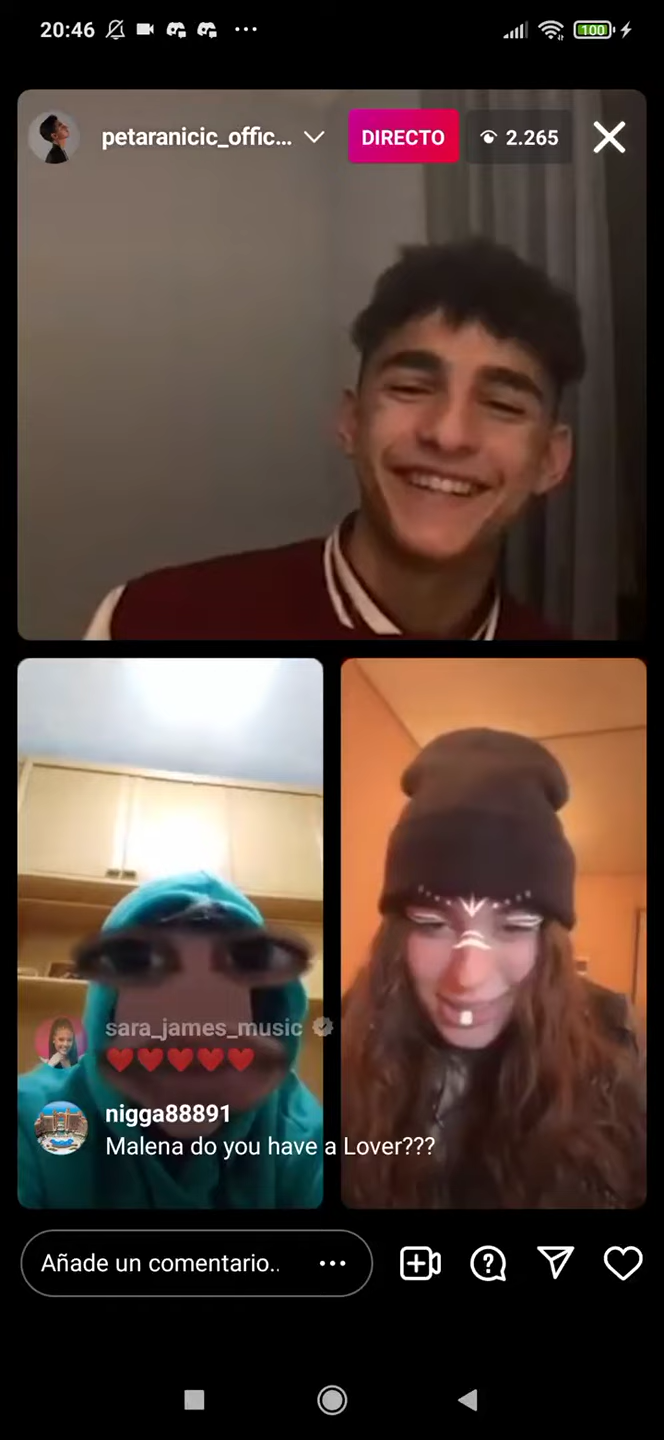 20:46
100
petaranicic_offic...
DIRECTO
2.265
sara_james_music
nigga88891
Malena do you have a Lover???
Añade un comentario..